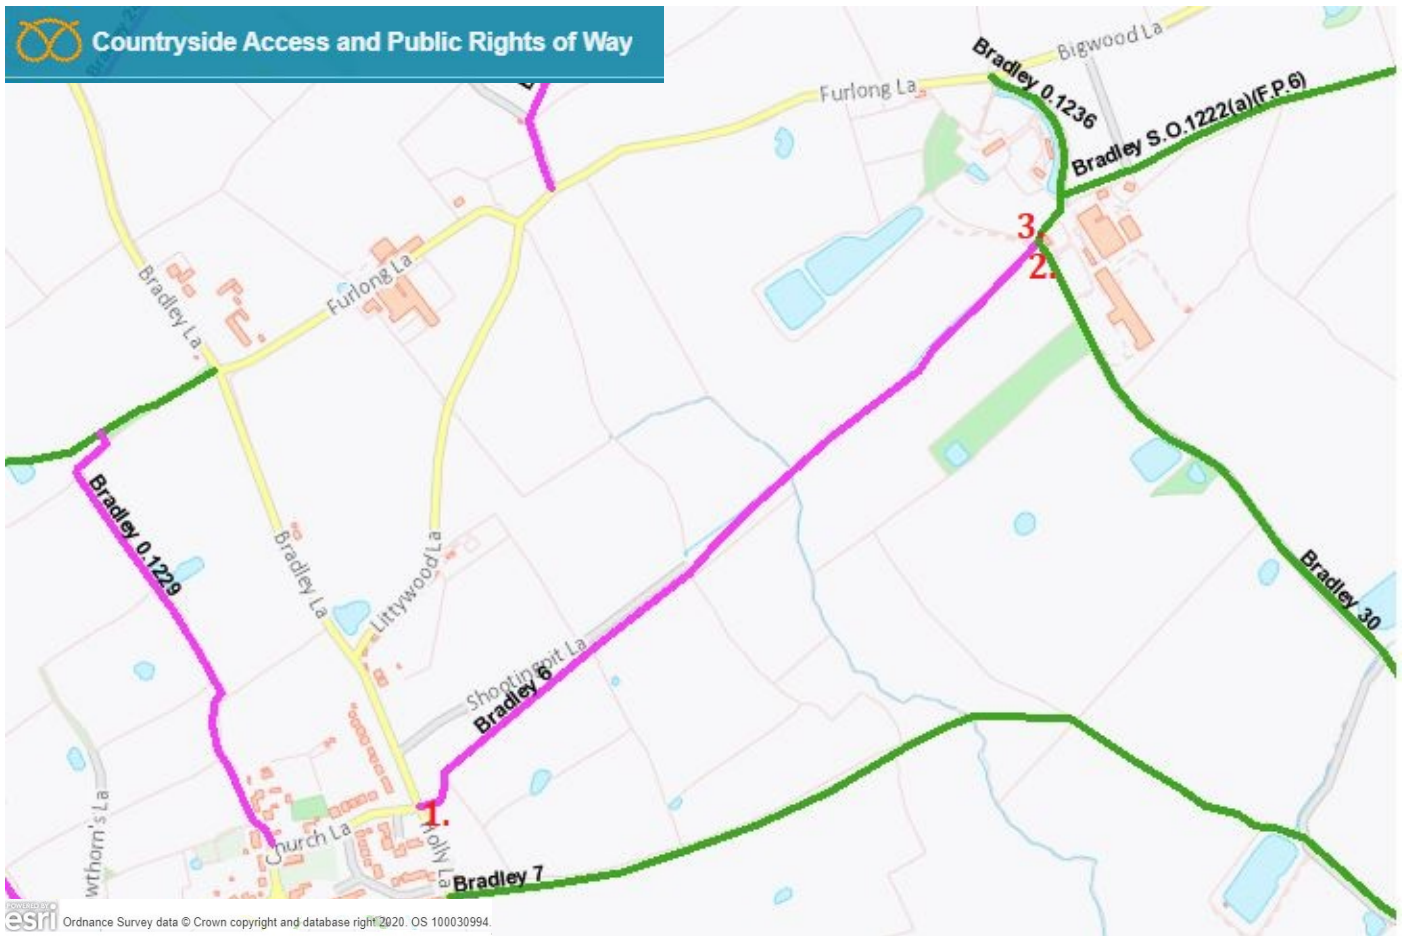 Countryside Access and Public Rights of Way
Bigwood La
Bradley 0.1236
Furlong La
Bradley S.O.1222(a)(F.P.6)
3.
2.
Bradley La
Furlong La
Bradley 0.1229
Bradley La
Littywood La
Bradley 30
Shootingpit La
Bradley 6
1.
Church La
Holly La
wthorn's La
Bradley 7
POWERED BY
esri
Ordnance Survey data © Crown copyright and database right 2020. OS 100030994.